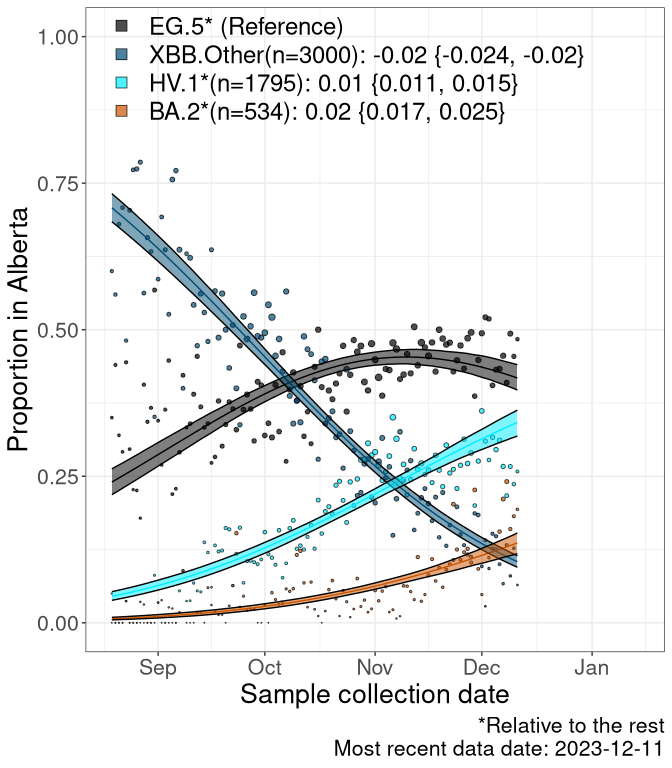 EG.5* (Reference)
XBB.Other(n=3000): -0.02 {-0.024, -0.02}
HV.1*(n=1795): 0.01 {0.011, 0.015}
BA.2*(n=534): 0.02 {0.017, 0.025}
1.00
0.75
0.50
0.25
0.00
Proportion in Alberta
Sep Oct Nov Dec Jan
Sample collection date
*Relative to the rest
Most recent data date: 2023-12-11